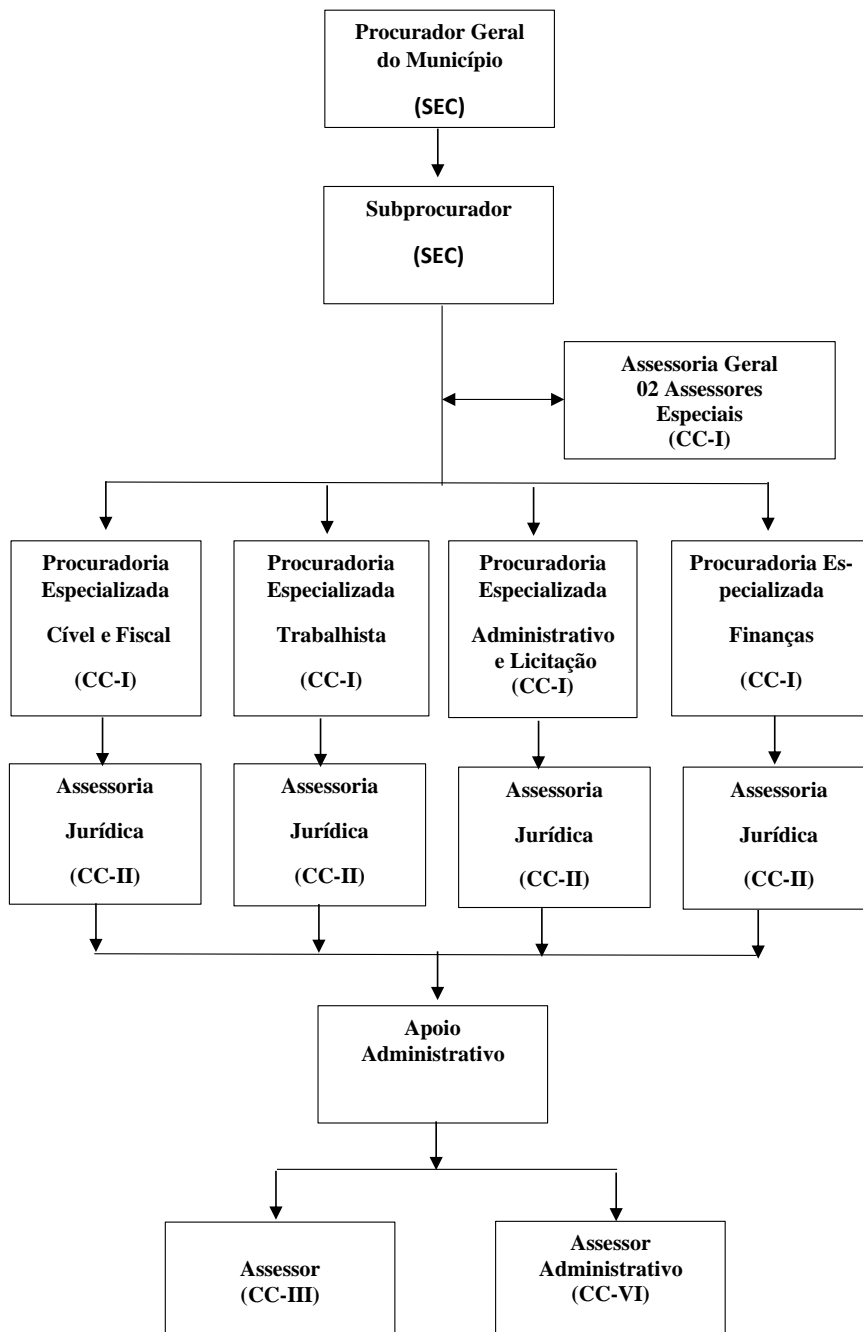 Procurador Geral
do Município
(SEC)
Subprocurador
(SEC)
Assessoria Geral
02 Assessores
Especiais
(CC-I)
Procuradoria
Especializada
Cível e Fiscal
(CC-I)
Procuradoria
Especializada
Trabalhista
(CC-I)
Procuradoria
Especializada
Administrativo
e Licitação
(CC-I)
Procuradoria Es-
pecializada
Finanças
(CC-I)
Assessoria
Jurídica
(CC-II)
Assessoria
Jurídica
(CC-II)
Assessoria
Jurídica
(CC-II)
Assessoria
Jurídica
(CC-II)
Apoio
Administrativo
Assessor
(CC-III)
Assessor
Administrativo
(CC-VI)